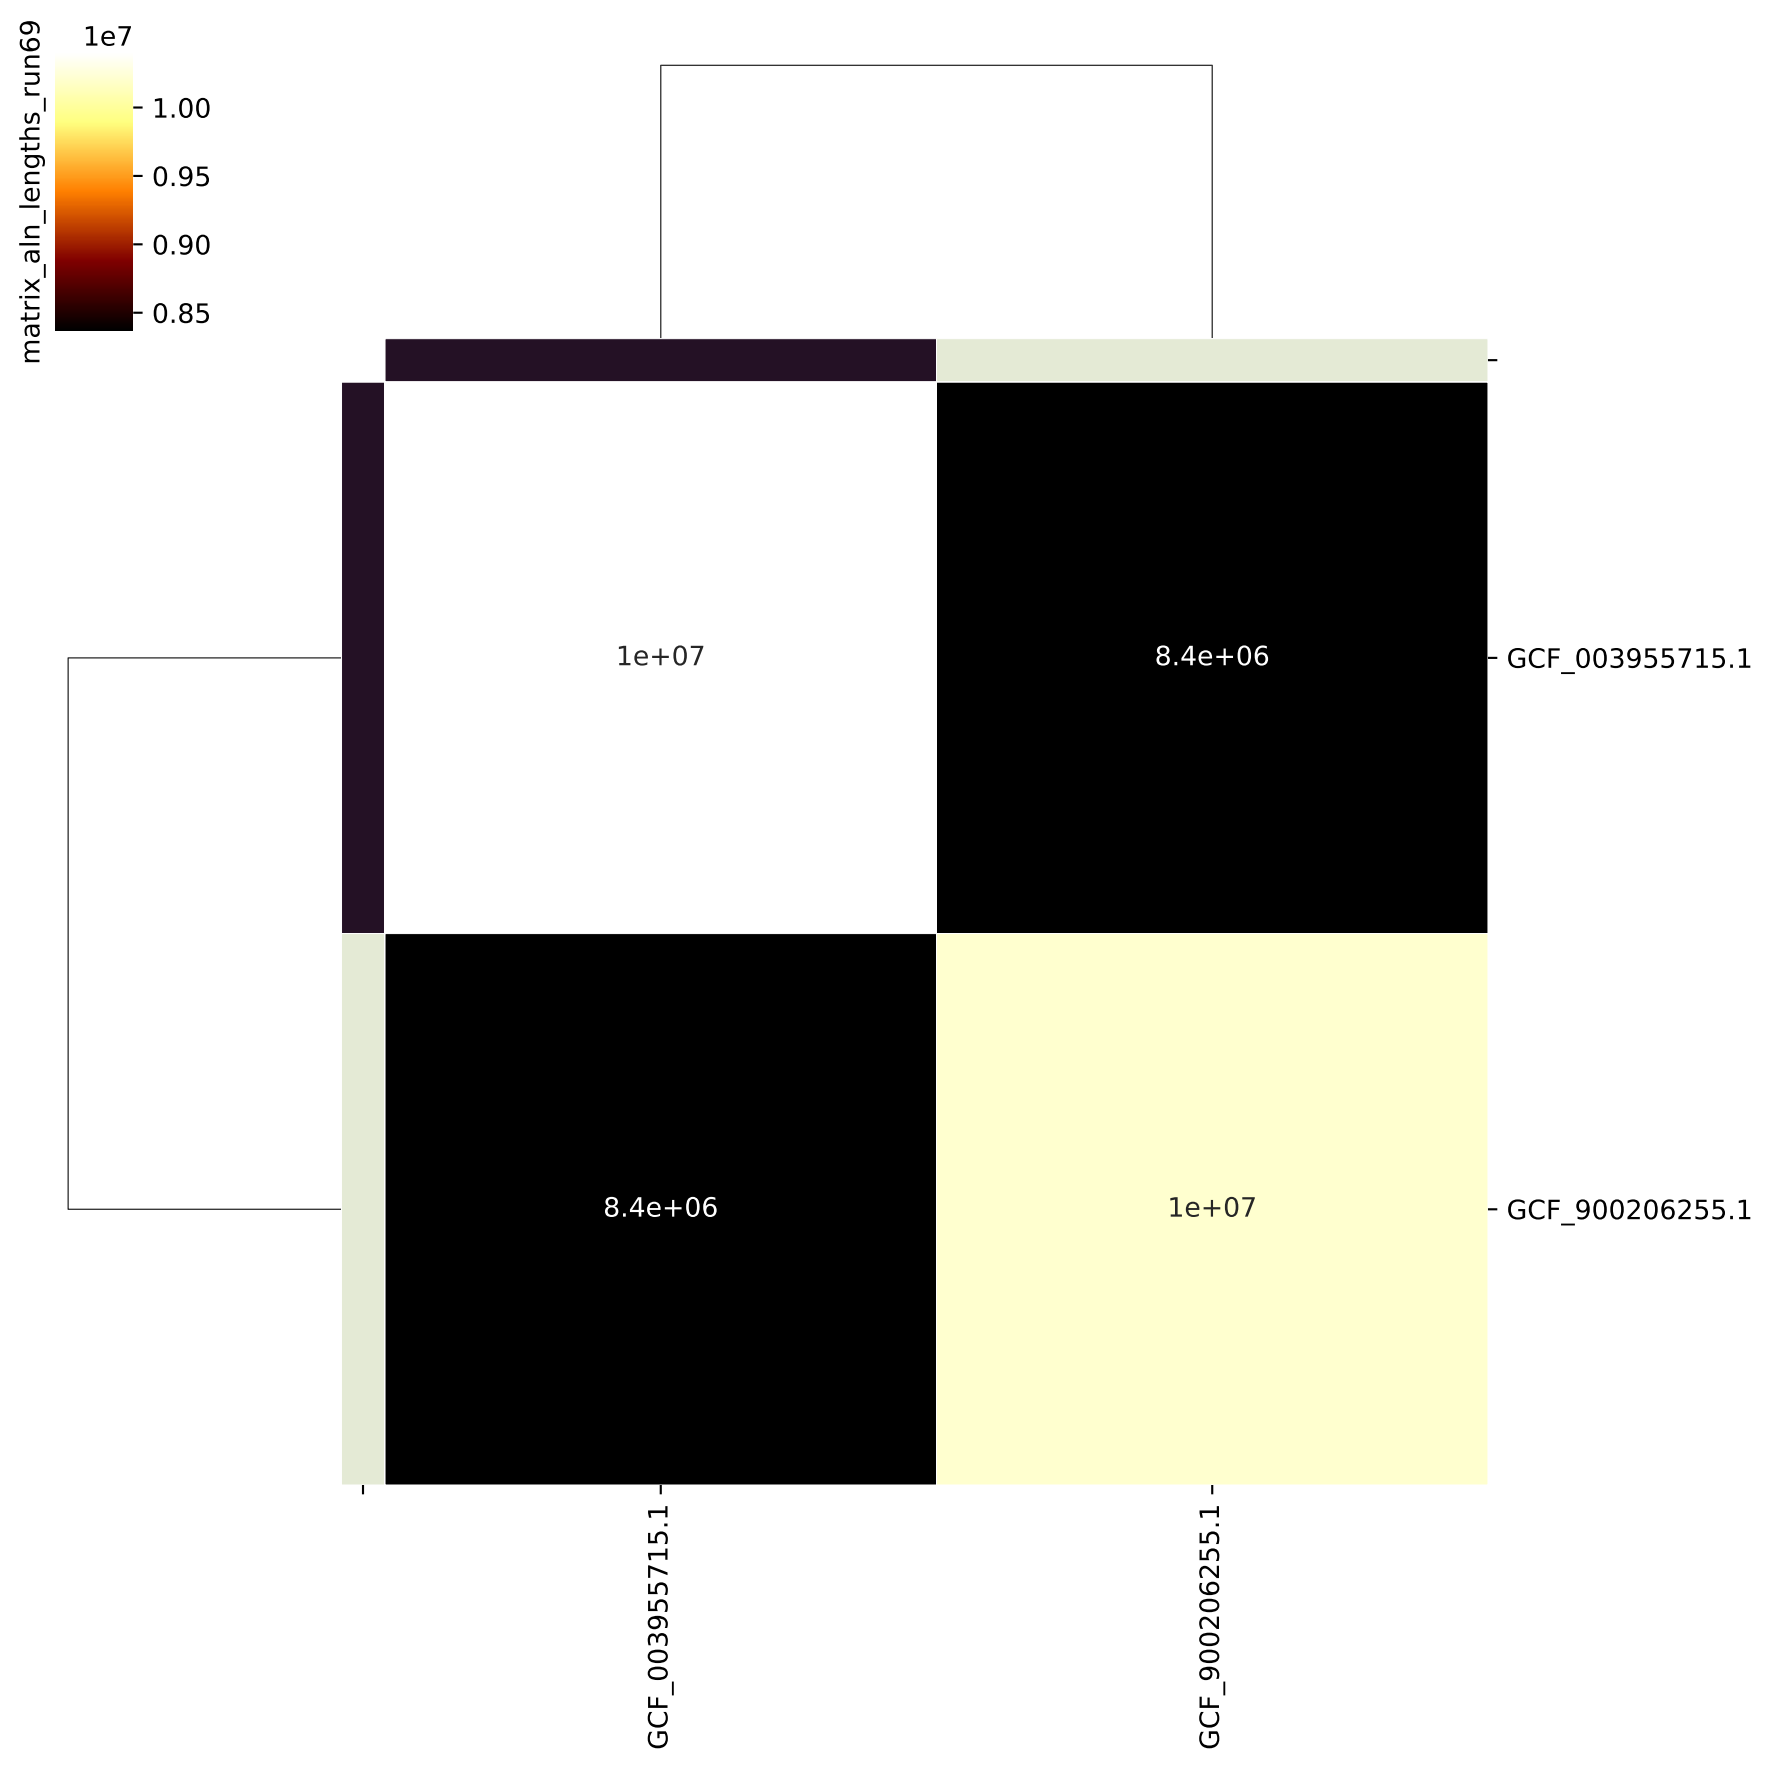 matrix_aln_lengths_run69
1e7
1.00
0.95
0.90
0.85
1e+07
8.4e+06
GCF_003955715.1
8.4e+06
1e+07
GCF_900206255.1
GCF_003955715.1
GCF_900206255.1